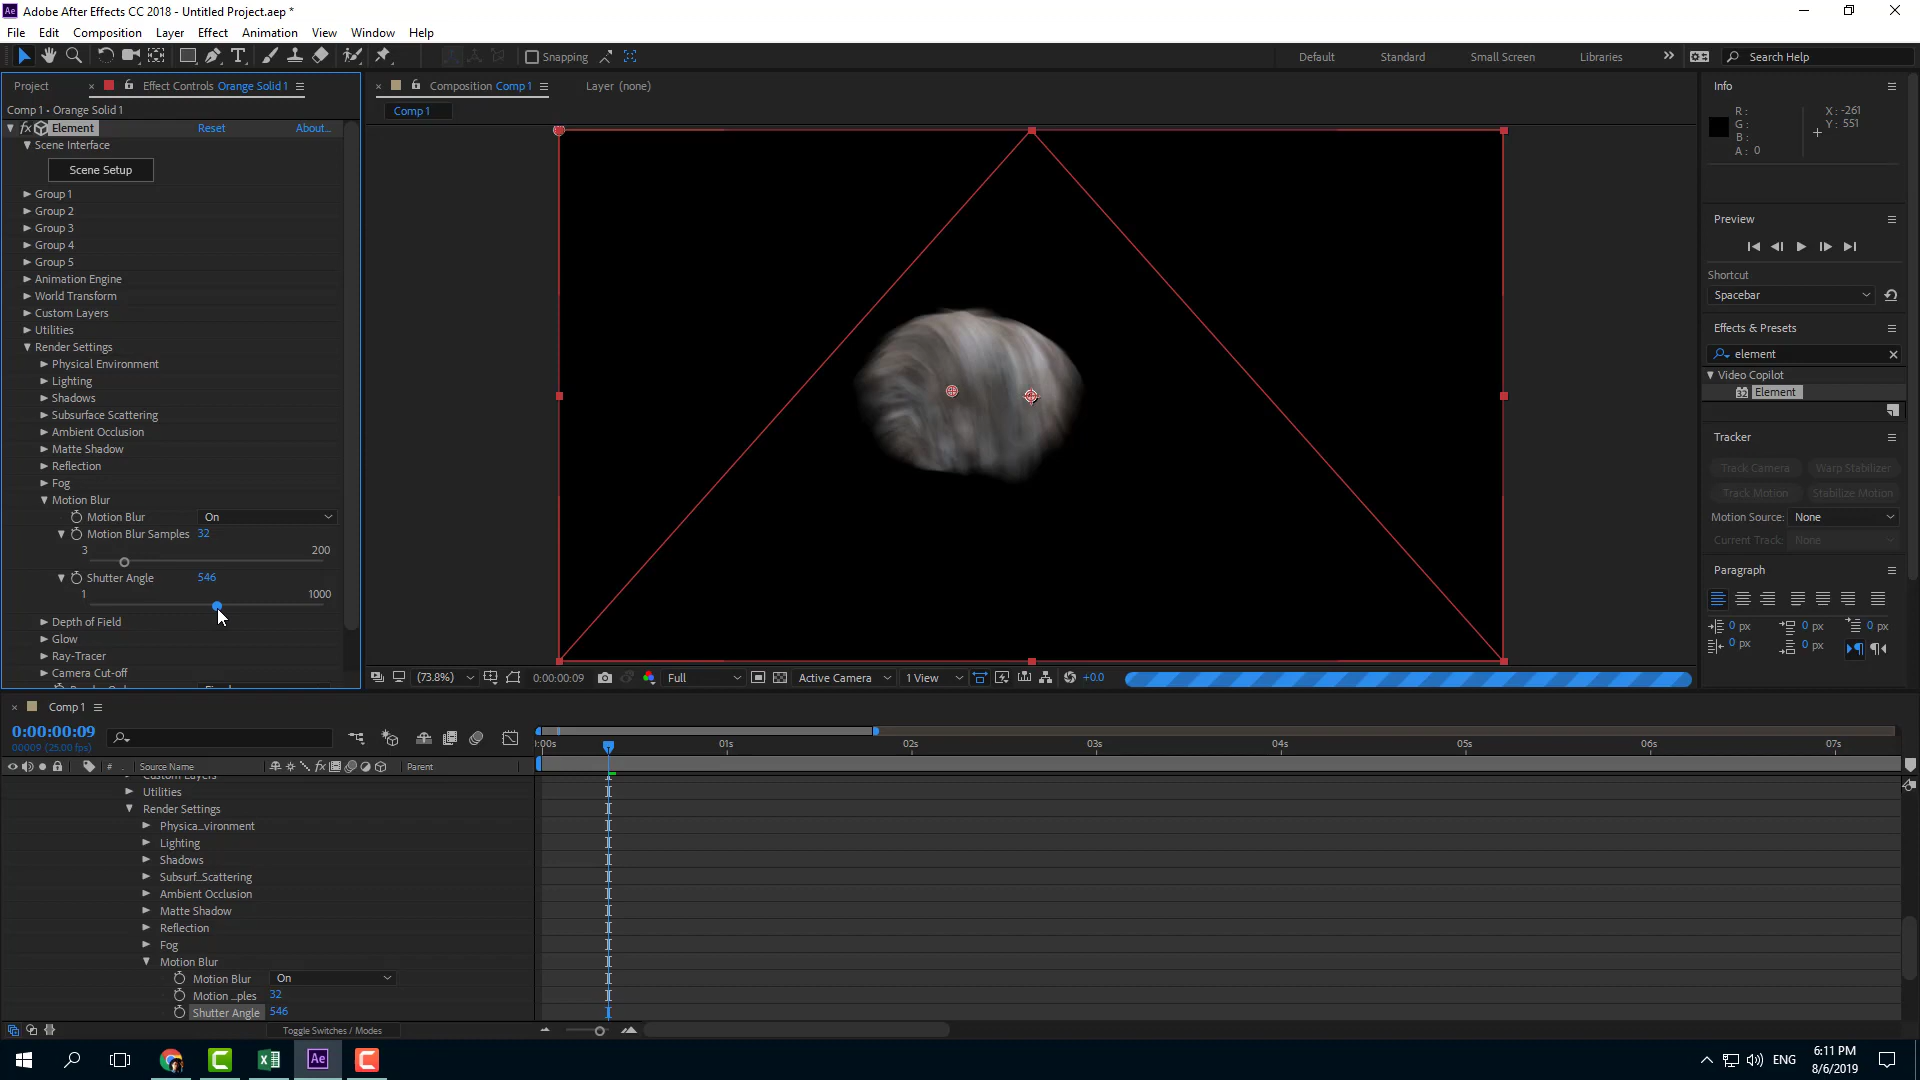 Adobe After Effects CC 2018 - Untitled Project.aep *
File Edit Composition Layer Effect Animation View Window Help
Snapping Default Standard Small Screen Libraries Search Help
Project Effect Controls Orange Solid 1 Composition Comp 1 Layer (none) Info
Comp 1 • Orange Solid 1 Comp 1 R: X: -261
G: Y: 551
B:
A: 0
fx Element Reset About...
Scene Interface
Scene Setup
Group 1
Group 2
Group 3
Group 4
Group 5
Animation Engine
World Transform
Custom Layers
Utilities
Render Settings
Physical Environment
Lighting
Shadows
Subsurface Scattering
Ambient Occlusion
Matte Shadow
Reflection
Fog
Motion Blur
Motion Blur On
Motion Blur Samples 32
3 200
Shutter Angle 546
1 1000
Depth of Field
Glow
Ray-Tracer
Camera Cut-off
Preview
Shortcut
Spacebar
Effects & Presets
element
Video Copilot
32 Element
Tracker
Track Camera Warp Stabilizer
Track Motion Stabilize Motion
Motion Source: None
Current Track: None
Paragraph
0 px 0 px 0 px
0 px 0 px
(73.8%) 0:00:00:09 Full Active Camera 1 View +0.0
Comp 1
0:00:00:09
00009 (25.00 fps)
:00s 01s 02s 03s 04s 05s 06s 07s
# Source Name fx Parent
Custom Layers
Utilities
Render Settings
Physica...vironment
Lighting
Shadows
Subsurf...Scattering
Ambient Occlusion
Matte Shadow
Reflection
Fog
Motion Blur
Motion Blur On
Motion ...ples 32
Shutter Angle 546
Toggle Switches / Modes
Ae ENG 6:11 PM
8/6/2019